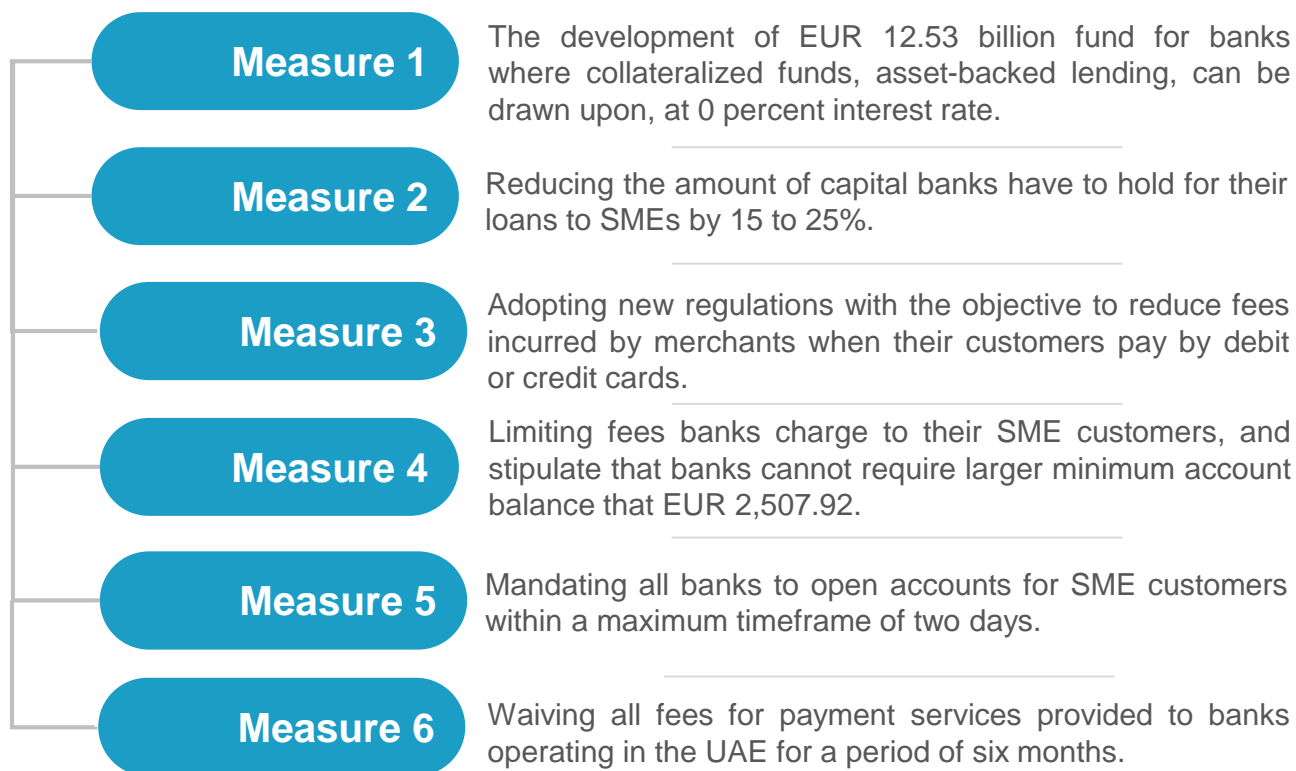 Measure 1
The development of EUR 12.53 billion fund for banks
where collateralized funds, asset-backed lending, can be
drawn upon, at 0 percent interest rate.
Measure 2
Reducing the amount of capital banks have to hold for their
loans to SMEs by 15 to 25%.
Measure 3
Adopting new regulations with the objective to reduce fees
incurred by merchants when their customers pay by debit
or credit cards.
Measure 4
Limiting fees banks charge to their SME customers, and
stipulate that banks cannot require larger minimum account
balance that EUR 2,507.92.
Measure 5
Mandating all banks to open accounts for SME customers
within a maximum timeframe of two days.
Measure 6
Waiving all fees for payment services provided to banks
operating in the UAE for a period of six months.